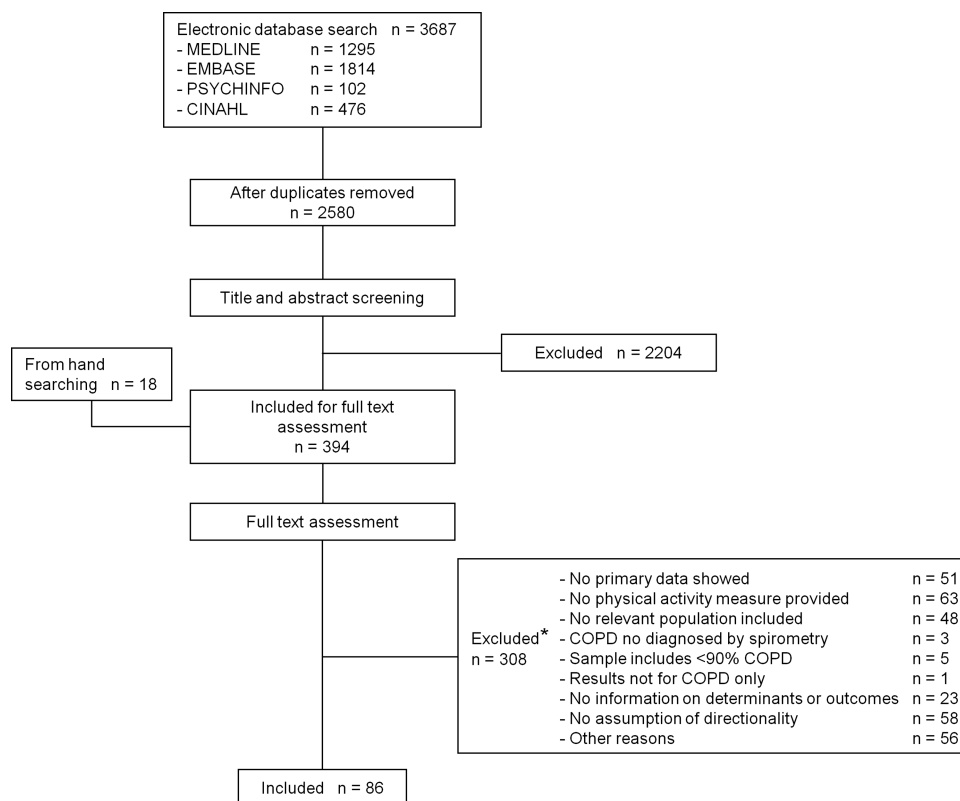 Electronic database search n = 3687
- MEDLINE n = 1295
- EMBASE n = 1814
- PSYCHINFO n = 102
- CINAHL n = 476
After duplicates removed
n = 2580
Title and abstract screening
Excluded n = 2204
From hand
searching n = 18
Included for full text
assessment
n = 394
Full text assessment
Excluded*
n = 308
- No primary data showed n = 51
- No physical activity measure provided n = 63
- No relevant population included n = 48
- COPD no diagnosed by spirometry n = 3
- Sample includes <90% COPD n = 5
- Results not for COPD only n = 1
- No information on determinants or outcomes n = 23
- No assumption of directionality n = 58
- Other reasons n = 56
Included n = 86